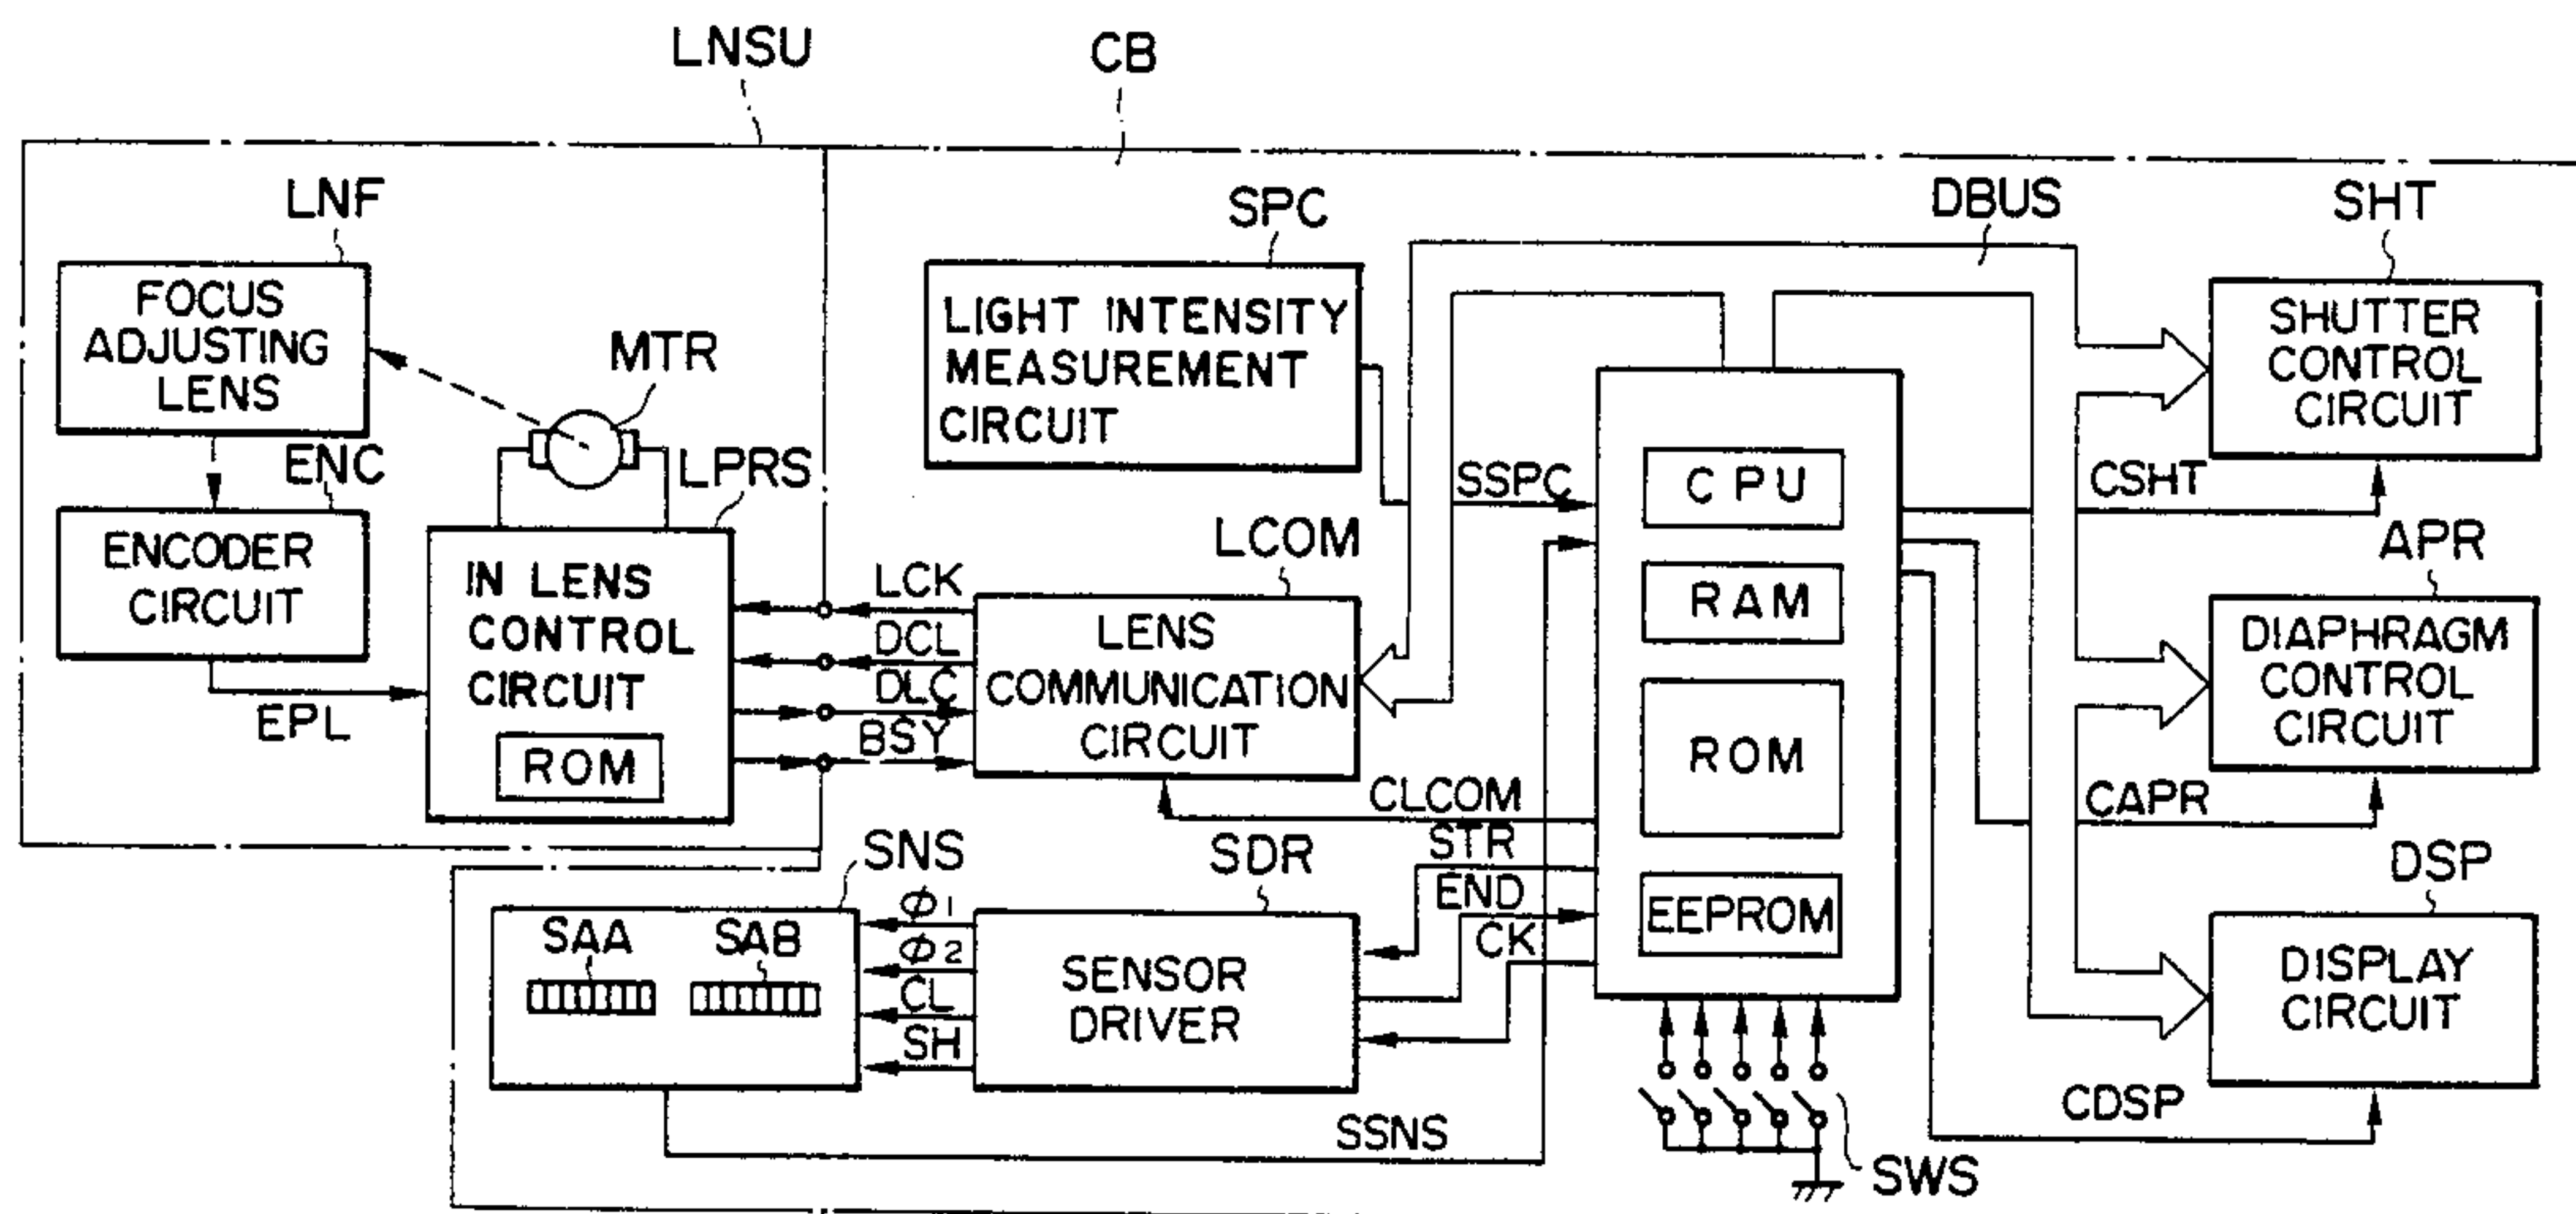 LNSU
CB
LNF
SPC
DBUS
SHT
FOCUS
ADJUSTING
LENS
MTR
LIGHT INTENSITY
MEASUREMENT
CIRCUIT
SHUTTER
CONTROL
CIRCUIT
ENC
LPRS
SSPC
CPU
CSHT
ENCODER
CIRCUIT
LCOM
APR
IN LENS
CONTROL
CIRCUIT
ROM
LCK
DCL
DLC
BSY
LENS
COMMUNICATION
CIRCUIT
RAM
DIAPHRAGM
CONTROL
CIRCUIT
EPL
ROM
CLCOM
CAPR
SNS
SDR
STR
END
CK
EEPROM
DSP
SAA
SAB
Φ1
Φ2
CL
SH
SENSOR
DRIVER
DISPLAY
CIRCUIT
SSNS
CDSP
SWS